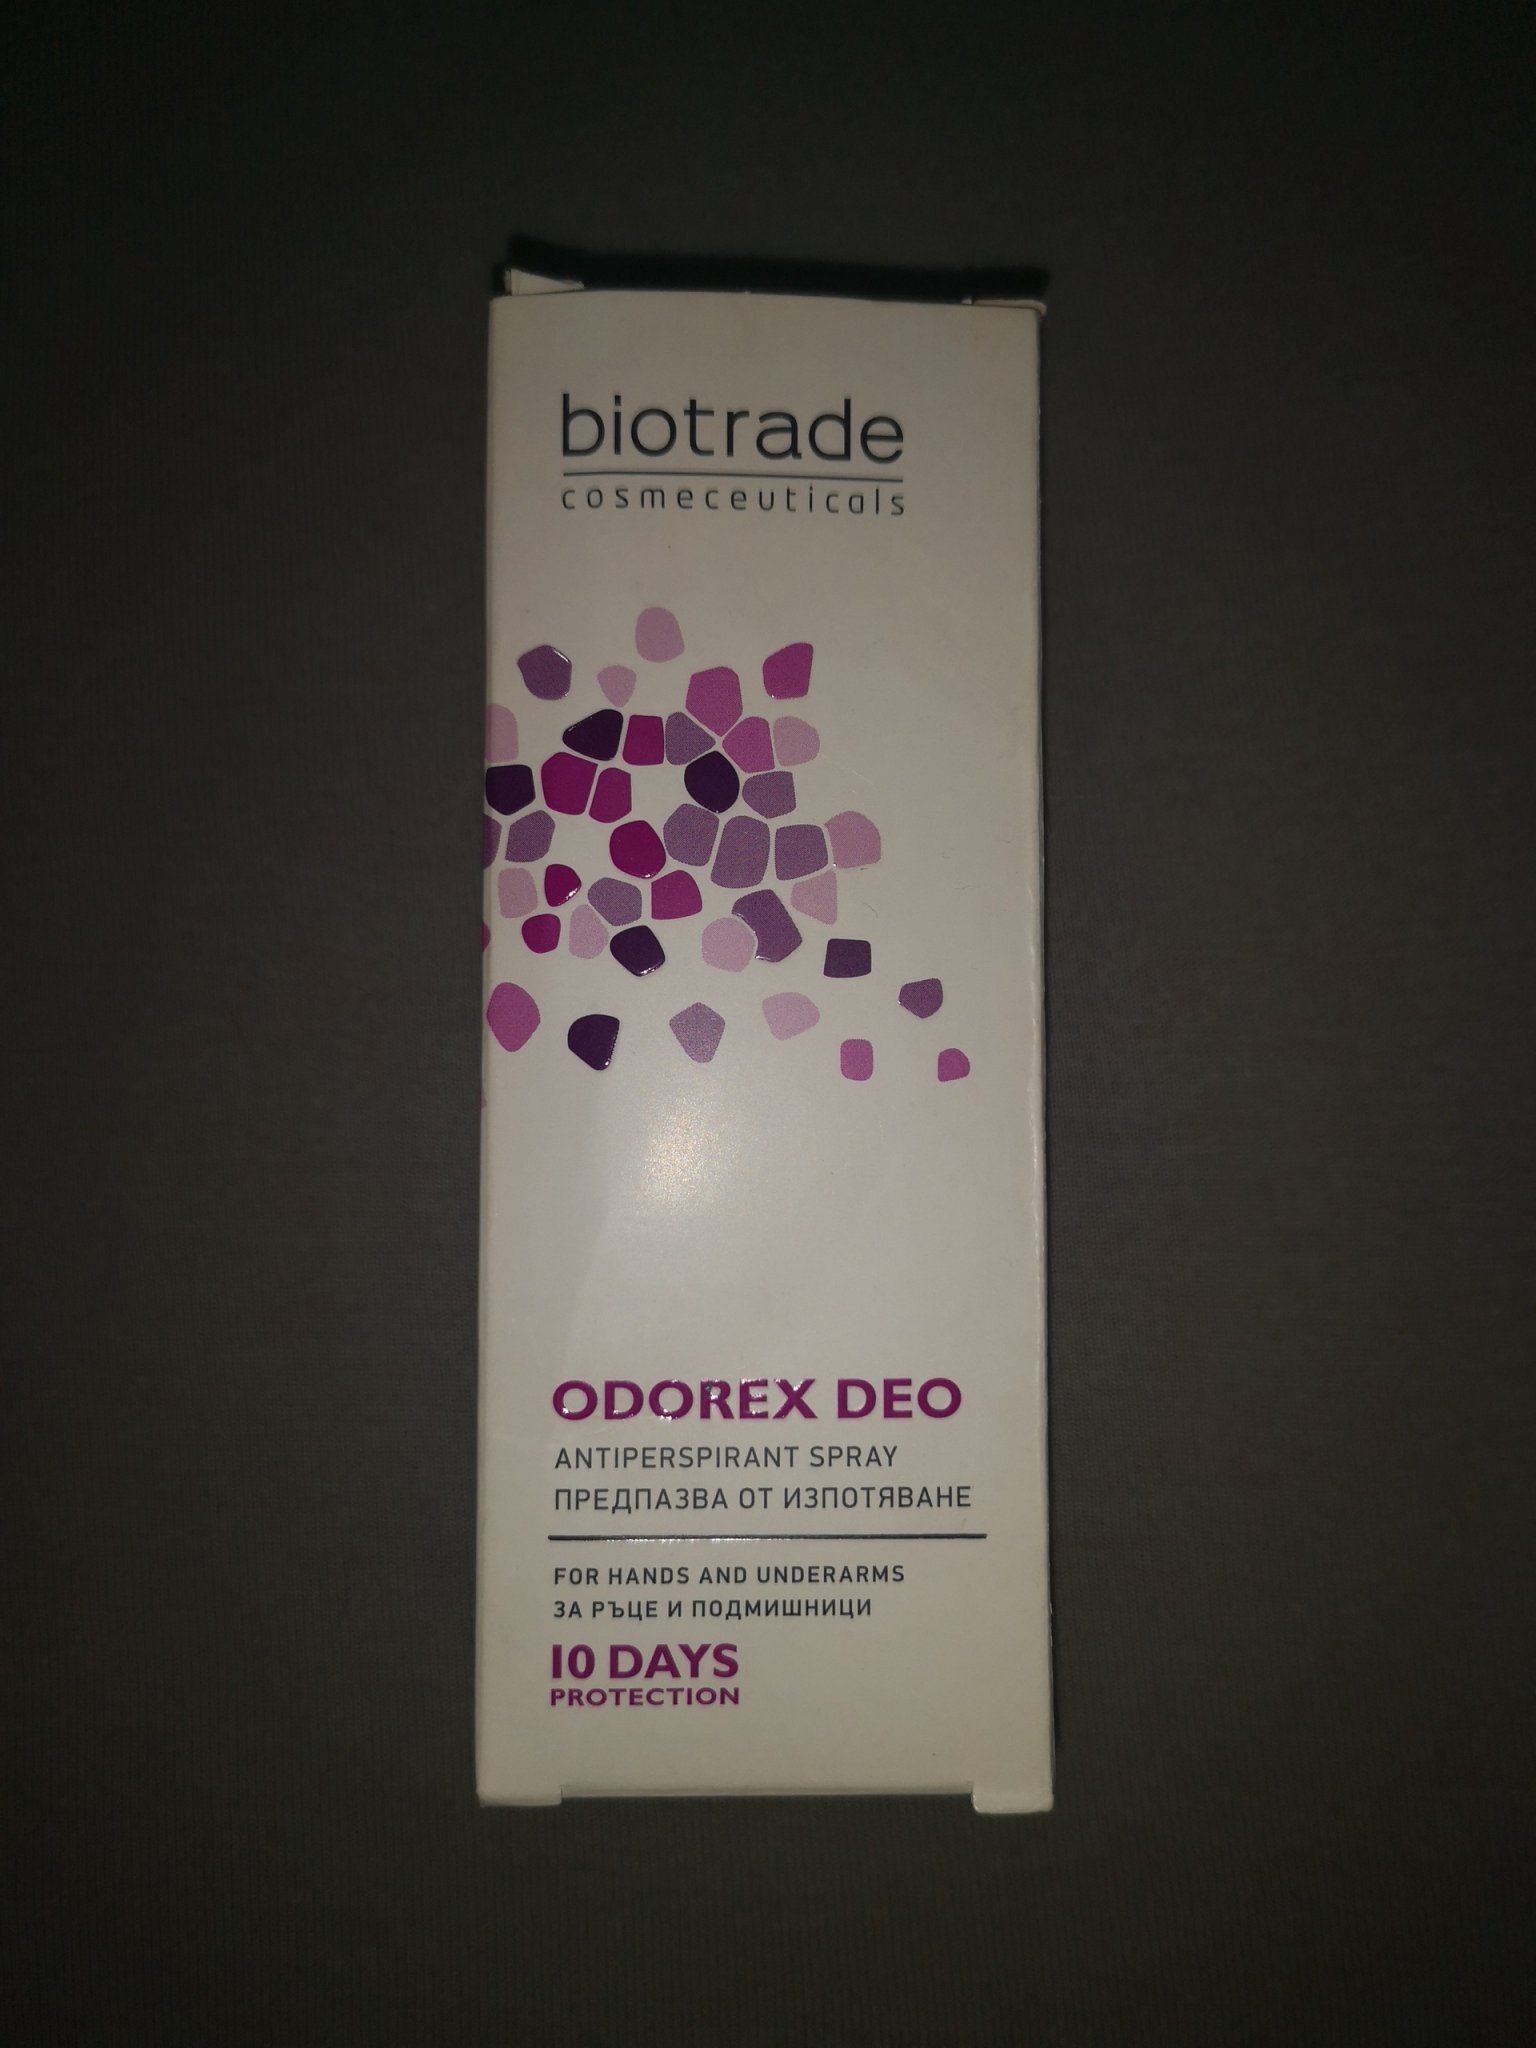 biotrade
cosmeceuticals
ODOREX DEO
ANTIPERSPIRANT SPRAY
ПРЕДПАЗВА ОТ ИЗПОТЯВАНЕ
FOR HANDS AND UNDERARMS
ЗА РЪЦЕ И ПОДМИШНИЦИ
10 DAYS
PROTECTION